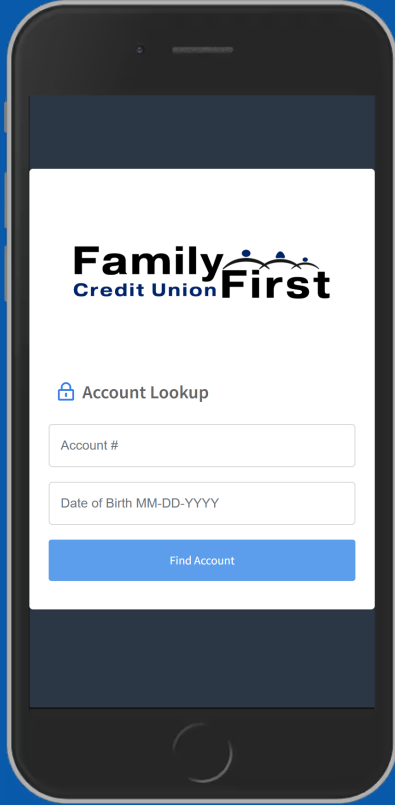 Family
Credit Union First
Account Lookup
Account #
Date of Birth MM-DD-YYYY
Find Account